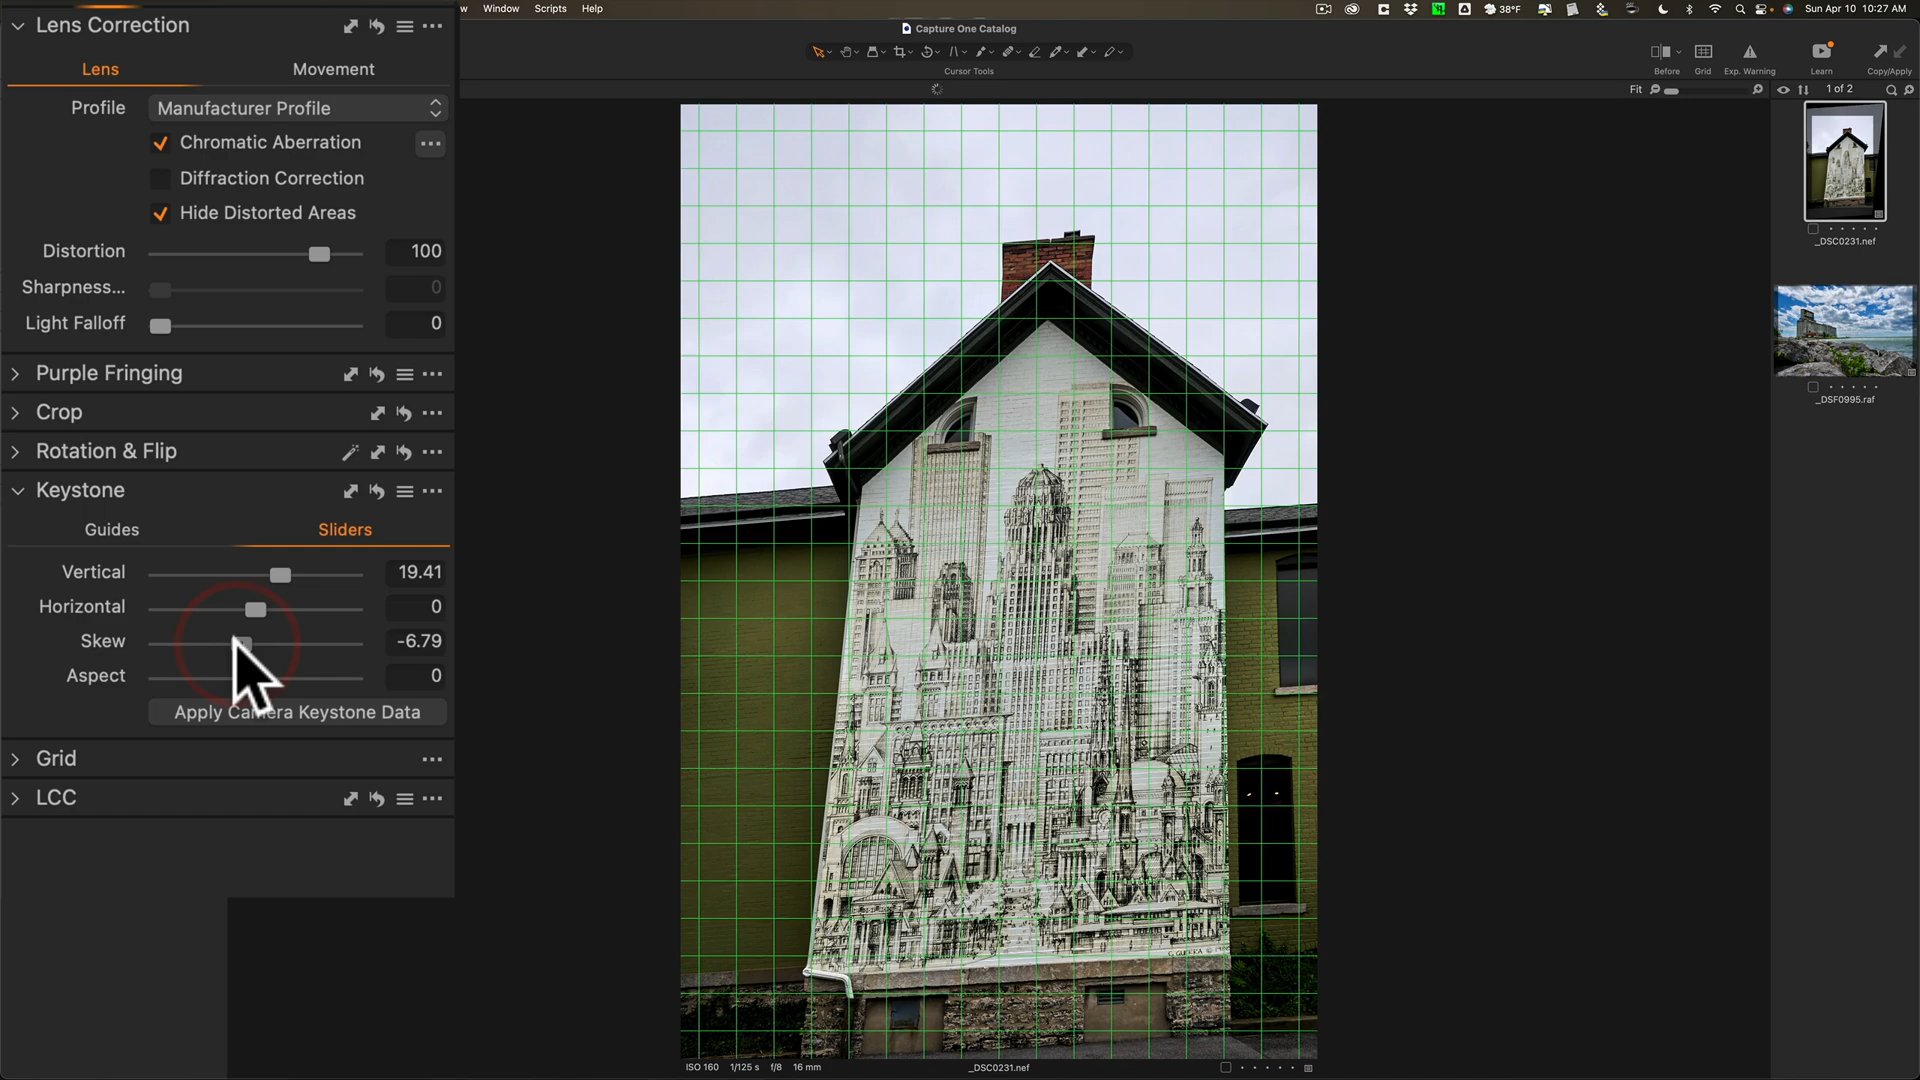 w Window Scripts Help
38°F Sun Apr 10 10:27 AM
Capture One Catalog
Cursor Tools
Before Grid Exp. Warning Learn Copy/Apply
Fit
1 of 2
Lens Correction
Lens Movement
Profile Manufacturer Profile
Chromatic Aberration
Diffraction Correction
Hide Distorted Areas
Distortion 100
Sharpness... 0
Light Falloff 0
Purple Fringing
Crop
Rotation & Flip
Keystone
Guides Sliders
Vertical 19.41
Horizontal 0
Skew -6.79
Aspect 0
Apply Camera Keystone Data
Grid
LCC
_DSC0231.nef
_DSF0995.raf
ISO 160 1/125 s f/8 16 mm
_DSC0231.nef